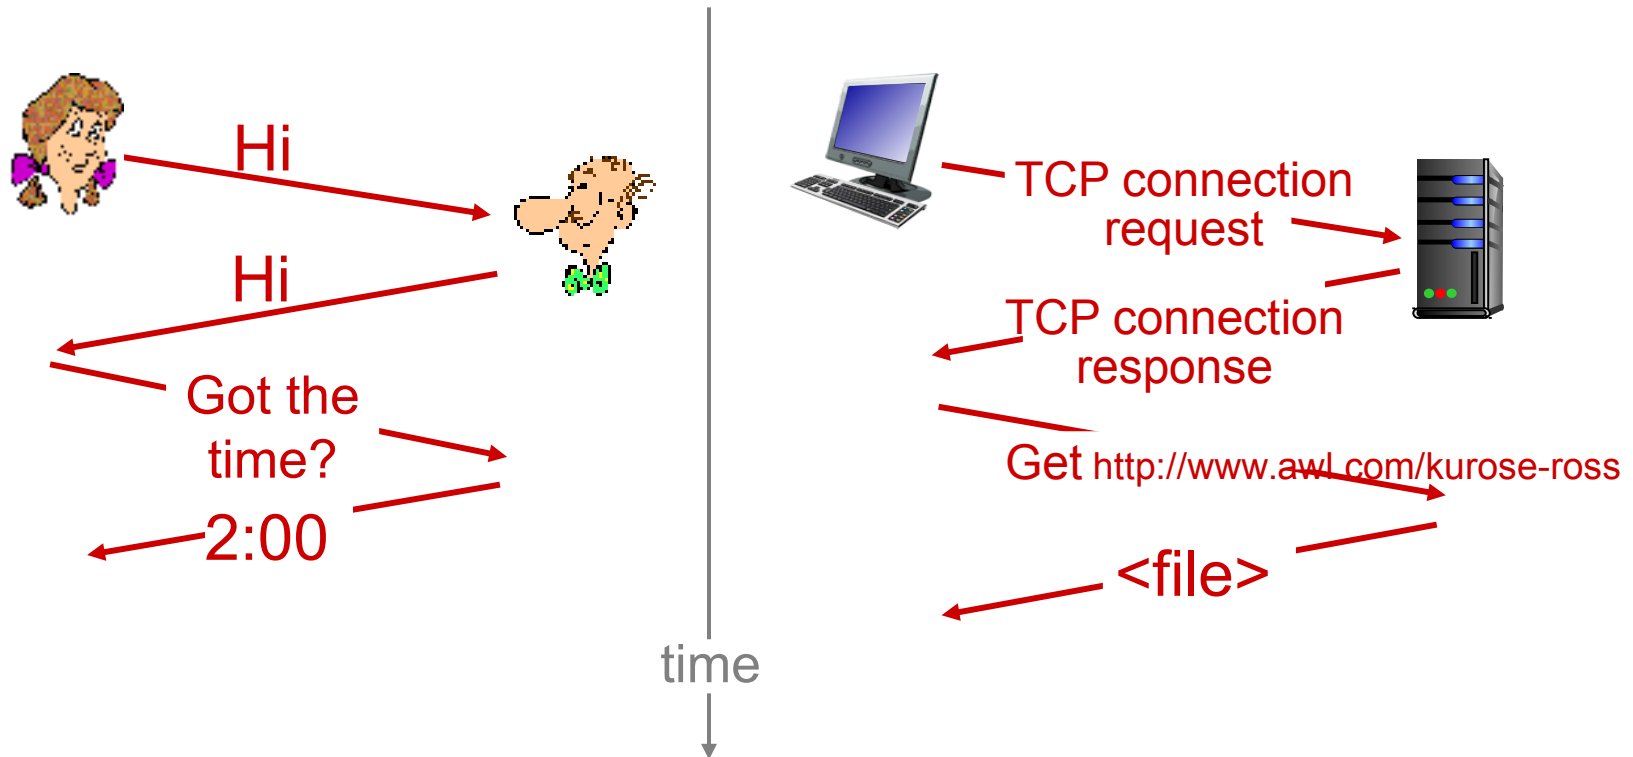 Hi
Hi
Got the
time?
2:00
time
TCP connection
request
TCP connection
response
Get http://www.awl.com/kurose-ross
<file>